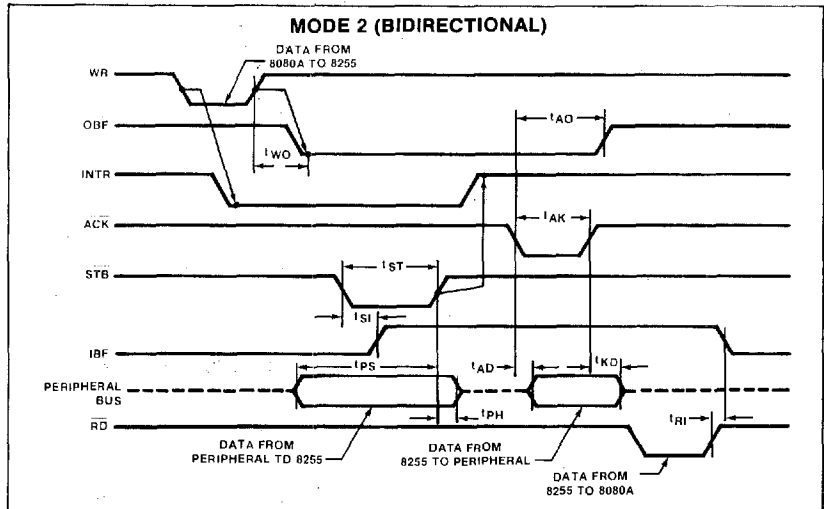 MODE 2 (BIDIRECTIONAL)
DATA FROM
8080A TO 8255
WR
tAO
OBF
tWO
INTR
tAK
ACK
tST
STB
tSI
IBF
tPS
tAD
tKD
PERIPHERAL
BUS
tPH
tRI
RD
DATA FROM
PERIPHERAL TD 8255
DATA FROM
8255 TO PERIPHERAL
DATA FROM
8255 TO 8080A